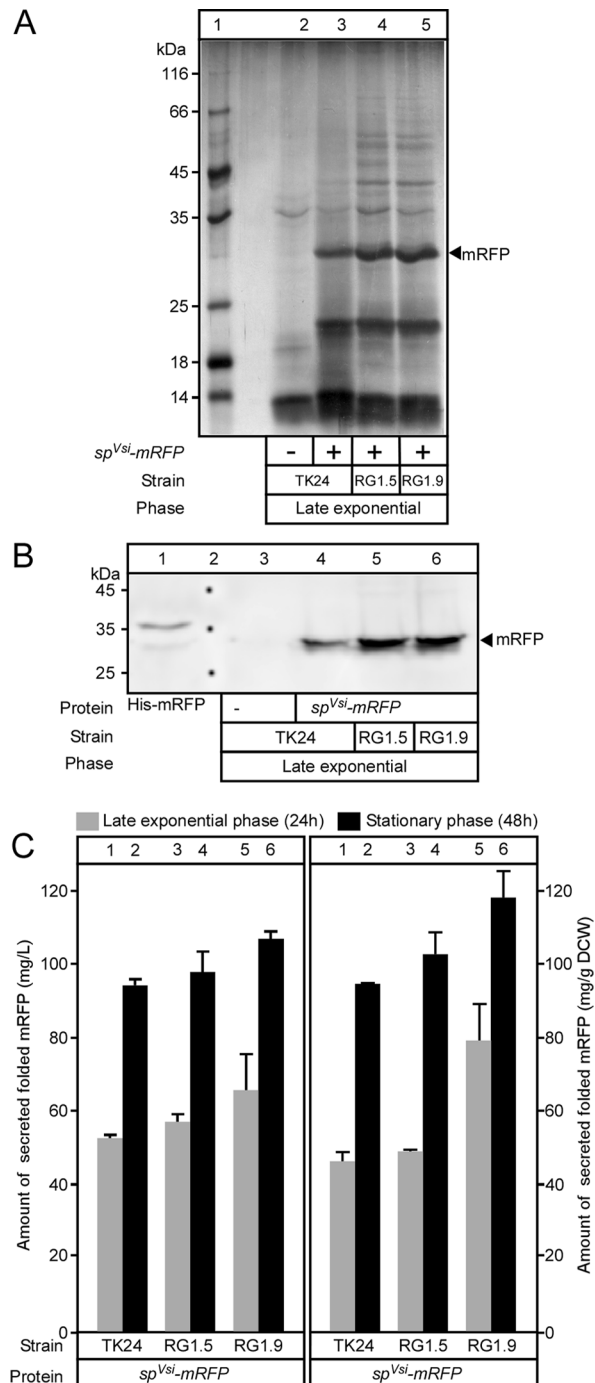 A
1 2 3 4 5
kDa
116
66
45
35
mRFP
25
18
14
sp^Vsi-mRFP - + + +
Strain TK24 RG1.5 RG1.9
Phase Late exponential
B
1 2 3 4 5 6
kDa
45
35
mRFP
25
His-mRFP
Protein - sp^Vsi-mRFP
Strain TK24 RG1.5 RG1.9
Phase Late exponential
Late exponential phase (24h) Stationary phase (48h)
C
1 2 3 4 5 6 1 2 3 4 5 6
120 120
100 100
80 80
60 60
40 40
20 20
0 0
Amount of secreted folded mRFP (mg/L)
Amount of secreted folded mRFP (mg/g DCW)
Strain TK24 RG1.5 RG1.9 TK24 RG1.5 RG1.9
Protein sp^Vsi-mRFP sp^Vsi-mRFP